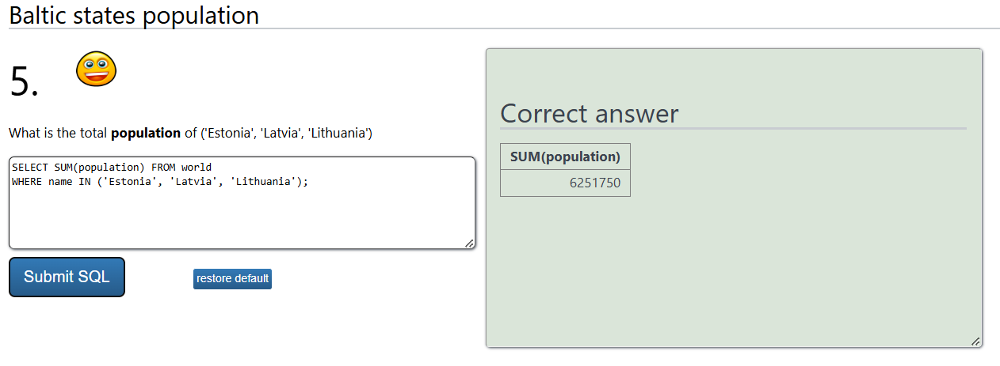 Baltic states population
5.
What is the total population of ('Estonia', 'Latvia', 'Lithuania')
SELECT SUM(population) FROM world
WHERE name IN ('Estonia', 'Latvia', 'Lithuania');
Submit SQL
restore default
Correct answer
SUM(population)
6251750